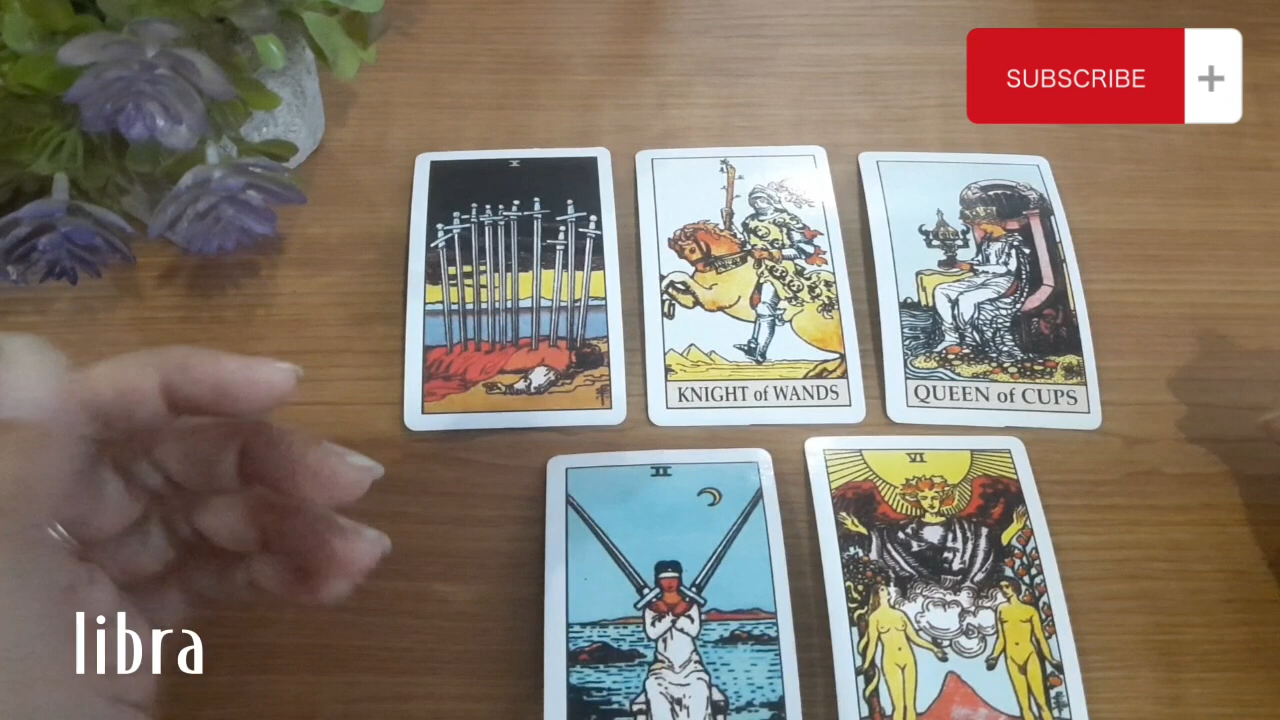 SUBSCRIBE +
X
KNIGHT of WANDS
QUEEN of CUPS
II
VI
libra